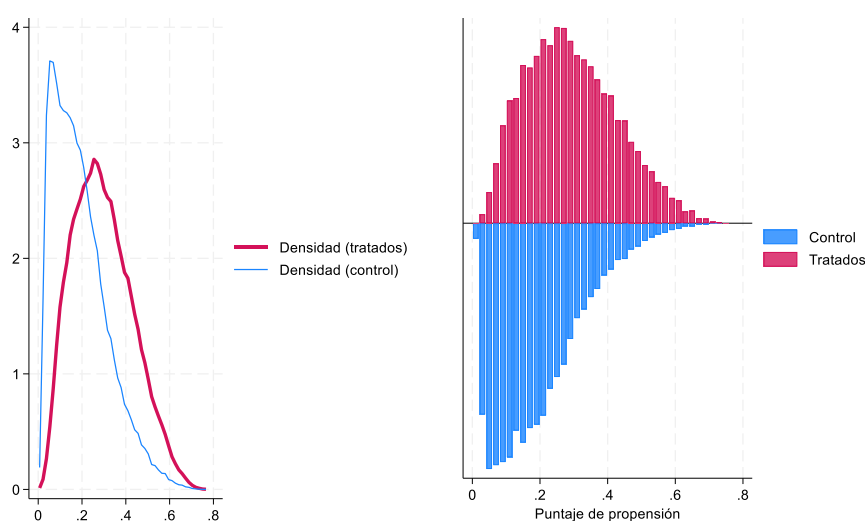 4
3
2
1
0
0 .2 .4 .6 .8
Densidad (tratados)
Densidad (control)
0 .2 .4 .6 .8
Puntaje de propensión
Control
Tratados